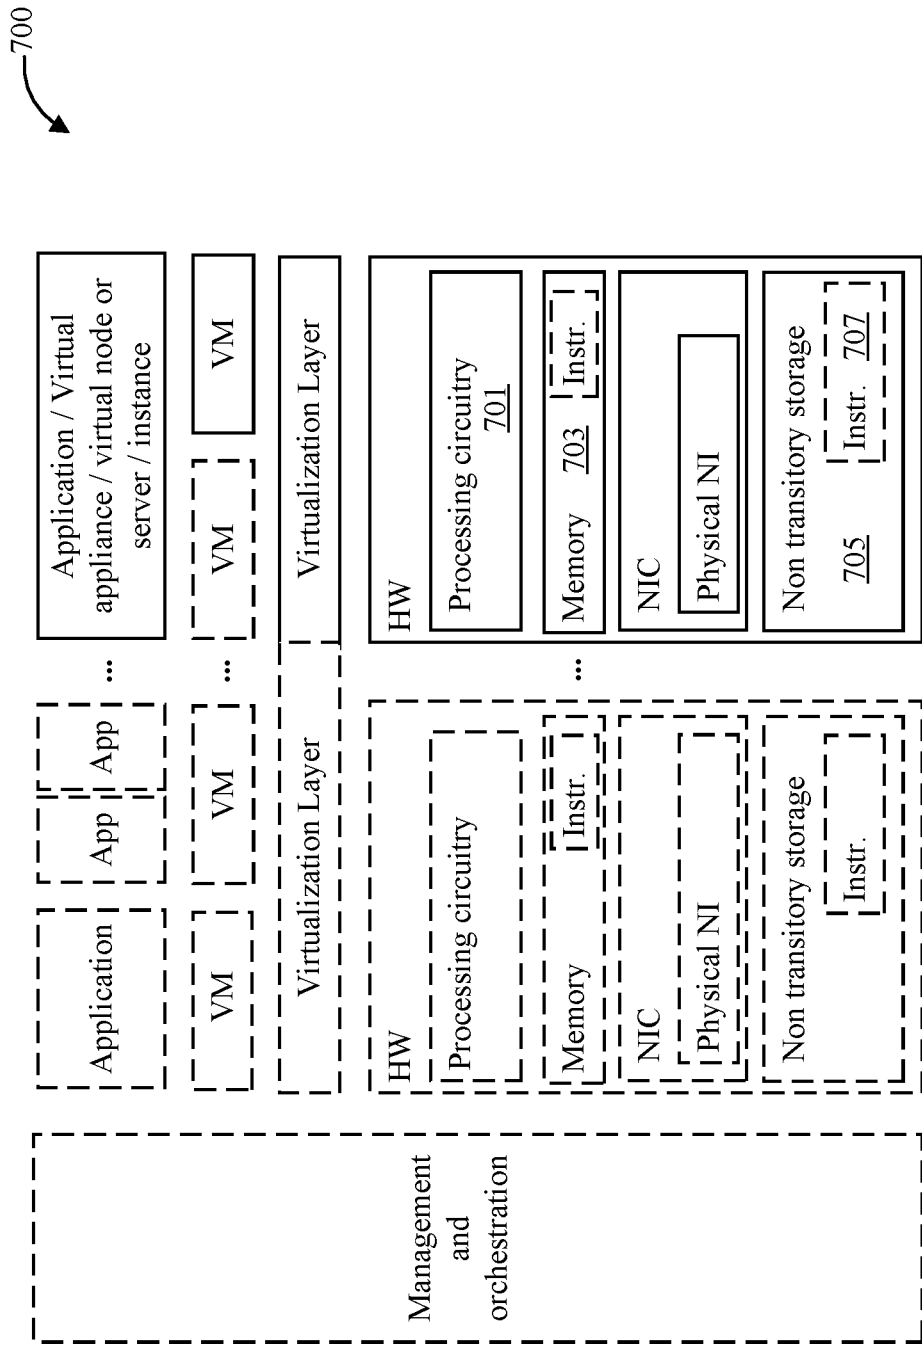 700
Management
and
orchestration
Application
App
App
...
Application / Virtual
appliance / virtual node or
server / instance
VM
VM
...
VM
VM
Virtualization Layer
Virtualization Layer
HW
Processing circuitry
Memory
Instr.
NIC
Physical NI
Non transitory storage
Instr.
...
HW
Processing circuitry
701
Memory 703 Instr.
NIC
Physical NI
Non transitory storage
705 Instr. 707